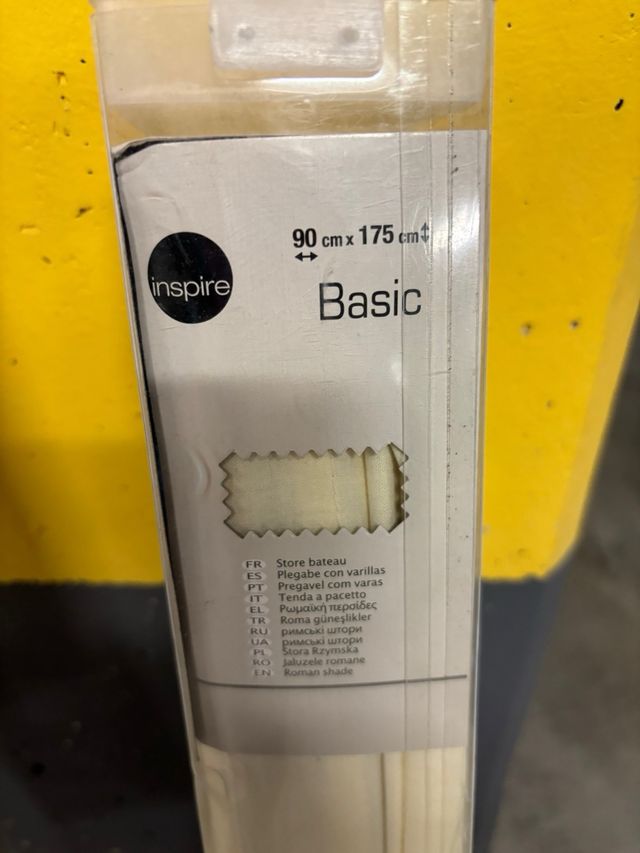 90 cm x 175 cm
inspire
Basic
FR Store bateau
ES Plegabe con varillas
PT Pregavel com varas
IT Tenda a pacetto
EL Ρωμαϊκή περσίδες
TR Roma güneşlikler
RU римські штори
UA римські штори
PL Stora Rzymska
RO Jaluzele romane
EN Roman shade